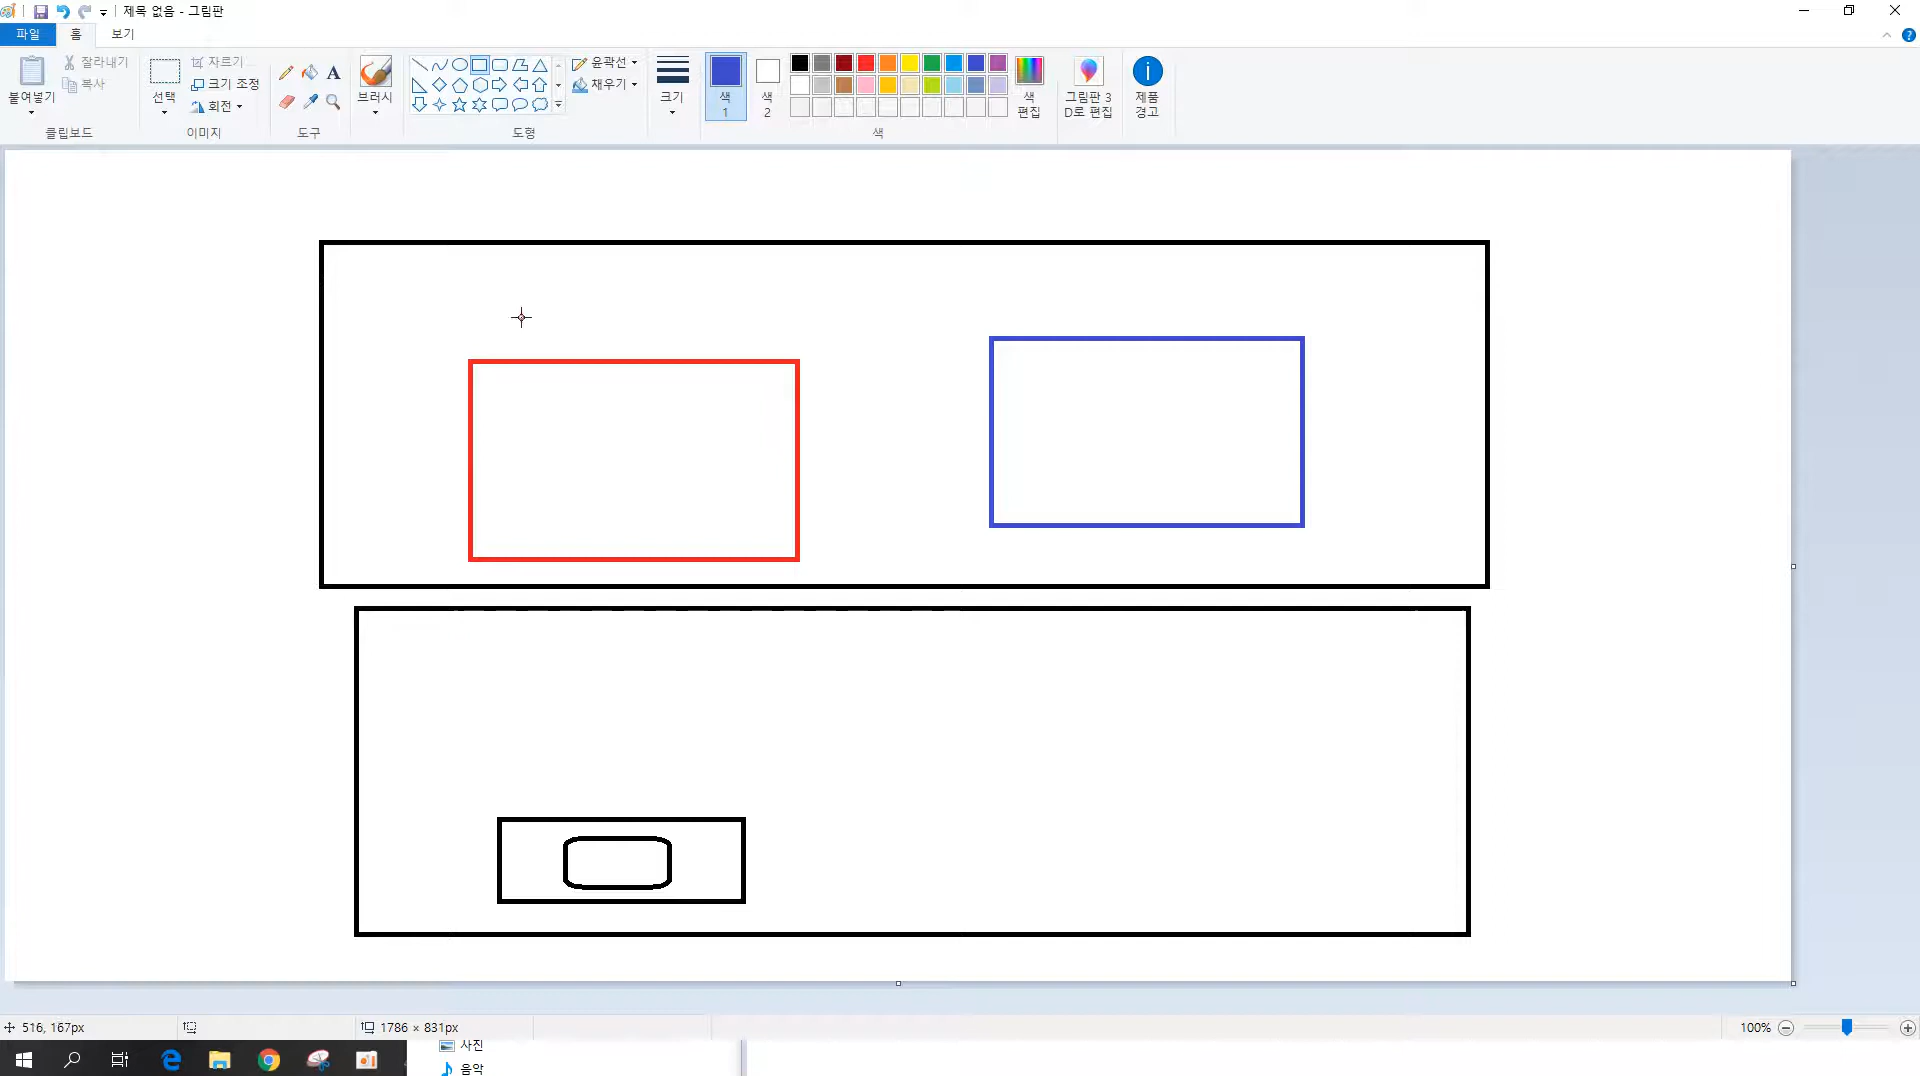 제목 없음 - 그림판
파일 홈 보기
붙여넣기
잘라내기
복사
클립보드
선택
자르기
크기 조정
회전
이미지
A
도구
브러시
윤곽선
채우기
도형
크기
색
1
색
2
색
편집
색
그림판 3
D로 편집
제품
경고
516, 167px
1786 × 831px
100%
사진
음악